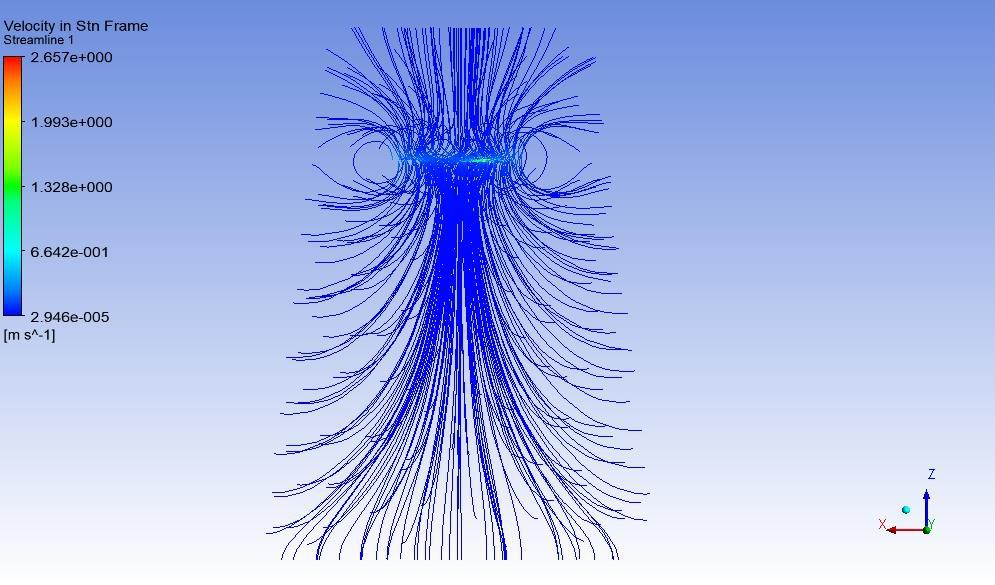 Velocity in Stn Frame
Streamline 1
2.657e+000
1.993e+000
1.328e+000
6.642e-001
2.946e-005
[m s^-1]
Z
X
Y